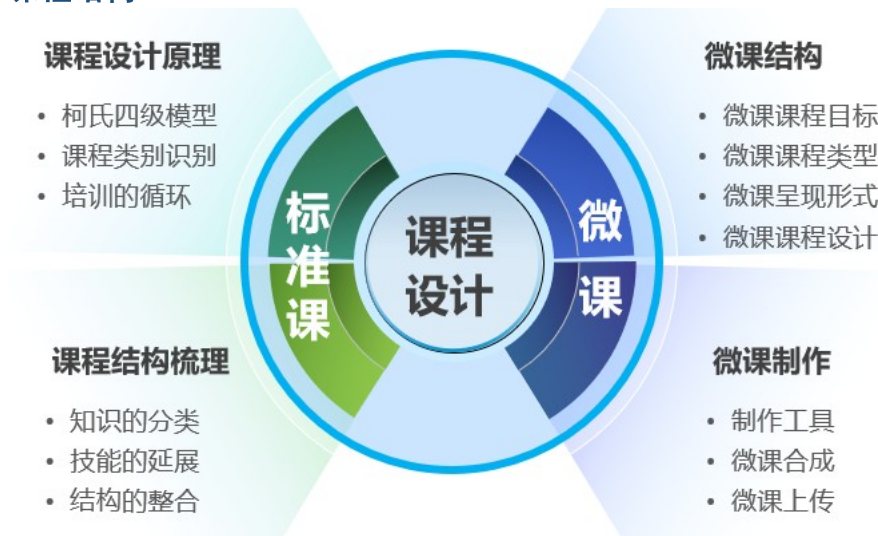 课程设计原理
• 柯氏四级模型
• 课程类别识别
• 培训的循环
微课结构
• 微课课程目标
• 微课课程类型
• 微课呈现形式
• 微课课程设计
标准课
课程
设计
微课
课程结构梳理
• 知识的分类
• 技能的延展
• 结构的整合
微课制作
• 制作工具
• 微课合成
• 微课上传